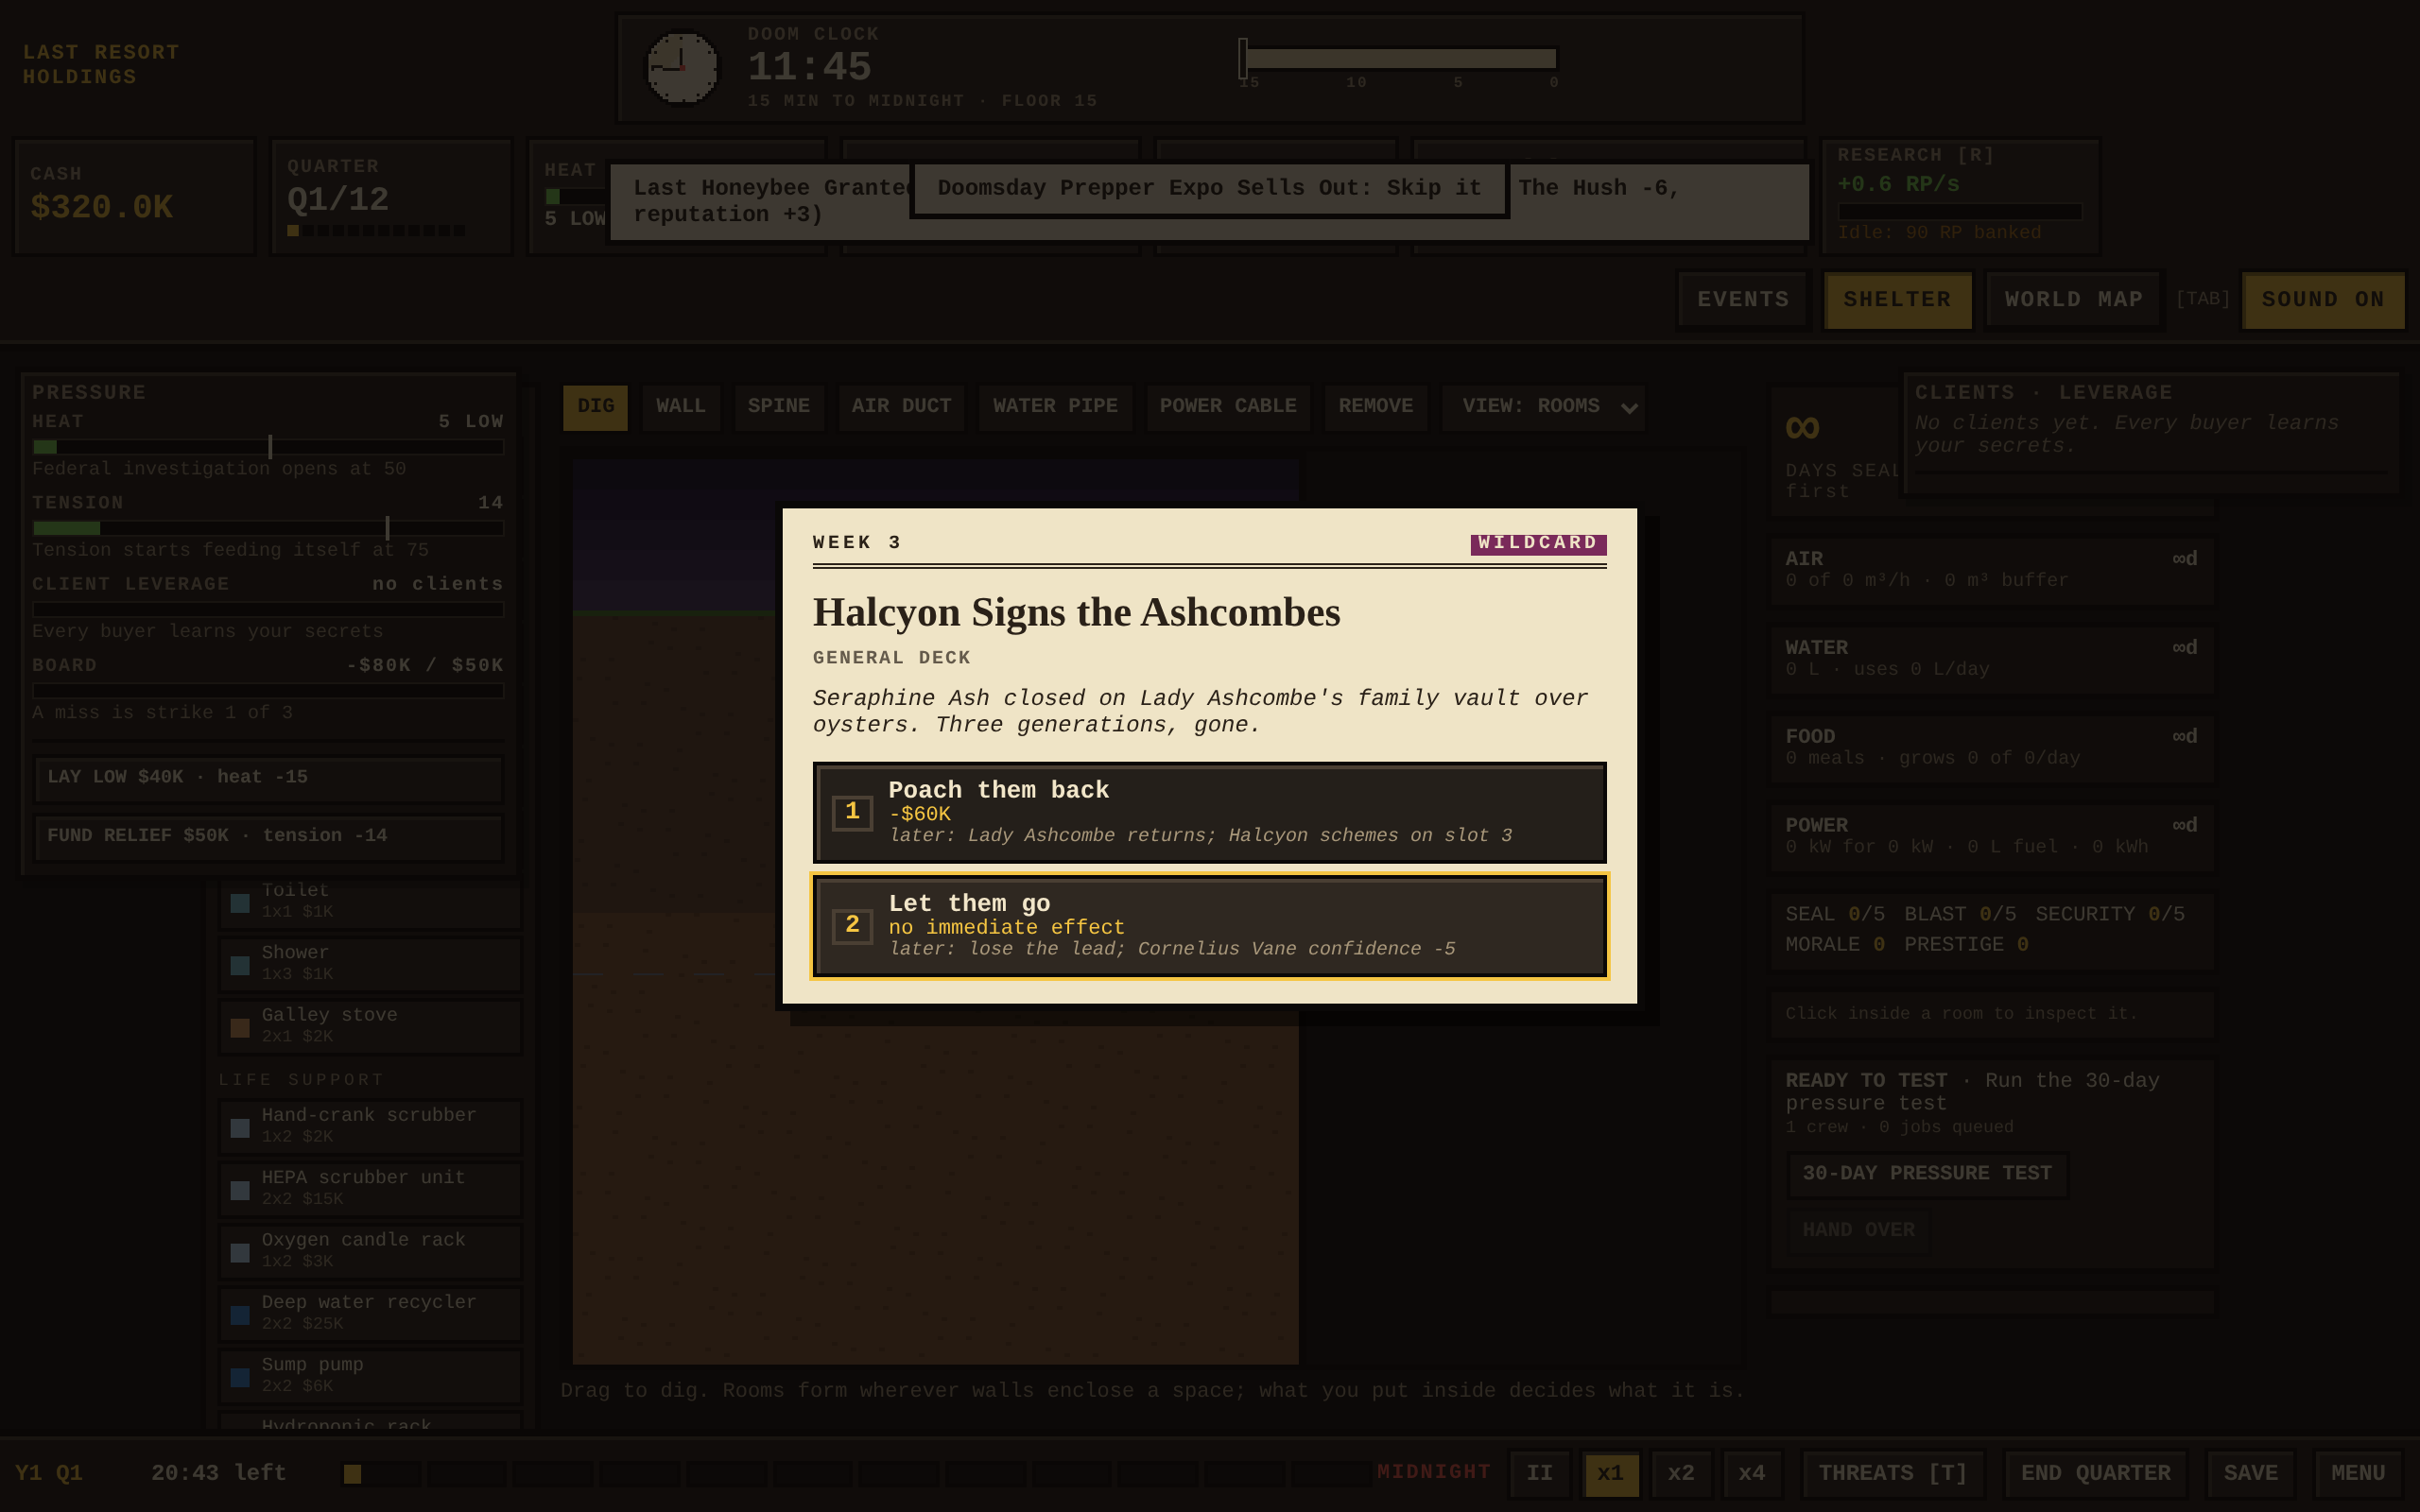 LAST RESORT
HOLDINGS
DOOM CLOCK
11:45
15 MIN TO MIDNIGHT · FLOOR 15
15 10 5 0
CASH
$320.0K
QUARTER
Q1/12
HEAT
5 LOW
Last Honeybee Granted
reputation +3)
Doomsday Prepper Expo Sells Out: Skip it
The Hush -6,
RESEARCH [R]
+0.6 RP/s
Idle: 90 RP banked
EVENTS
SHELTER
WORLD MAP
[TAB]
SOUND ON
PRESSURE
HEAT 5 LOW
Federal investigation opens at 50
TENSION 14
Tension starts feeding itself at 75
CLIENT LEVERAGE no clients
Every buyer learns your secrets
BOARD -$80K / $50K
A miss is strike 1 of 3
LAY LOW $40K · heat -15
FUND RELIEF $50K · tension -14
Toilet
1x1 $1K
Shower
1x3 $1K
Galley stove
2x1 $2K
LIFE SUPPORT
Hand-crank scrubber
1x2 $2K
HEPA scrubber unit
2x2 $15K
Oxygen candle rack
1x2 $3K
Deep water recycler
2x2 $25K
Sump pump
2x2 $6K
Hydroponic rack
DIG
WALL
SPINE
AIR DUCT
WATER PIPE
POWER CABLE
REMOVE
VIEW: ROOMS
WEEK 3
WILDCARD
Halcyon Signs the Ashcombes
GENERAL DECK
Seraphine Ash closed on Lady Ashcombe's family vault over
oysters. Three generations, gone.
1
Poach them back
-$60K
later: Lady Ashcombe returns; Halcyon schemes on slot 3
2
Let them go
no immediate effect
later: lose the lead; Cornelius Vane confidence -5
Drag to dig. Rooms form wherever walls enclose a space; what you put inside decides what it is.
∞
DAYS SEAL
first
CLIENTS · LEVERAGE
No clients yet. Every buyer learns
your secrets.
AIR ∞d
0 of 0 m³/h · 0 m³ buffer
WATER ∞d
0 L · uses 0 L/day
FOOD ∞d
0 meals · grows 0 of 0/day
POWER ∞d
0 kW for 0 kW · 0 L fuel · 0 kWh
SEAL 0/5 BLAST 0/5 SECURITY 0/5
MORALE 0 PRESTIGE 0
Click inside a room to inspect it.
READY TO TEST · Run the 30-day
pressure test
1 crew · 0 jobs queued
30-DAY PRESSURE TEST
HAND OVER
Y1 Q1
20:43 left
MIDNIGHT
II
x1
x2
x4
THREATS [T]
END QUARTER
SAVE
MENU